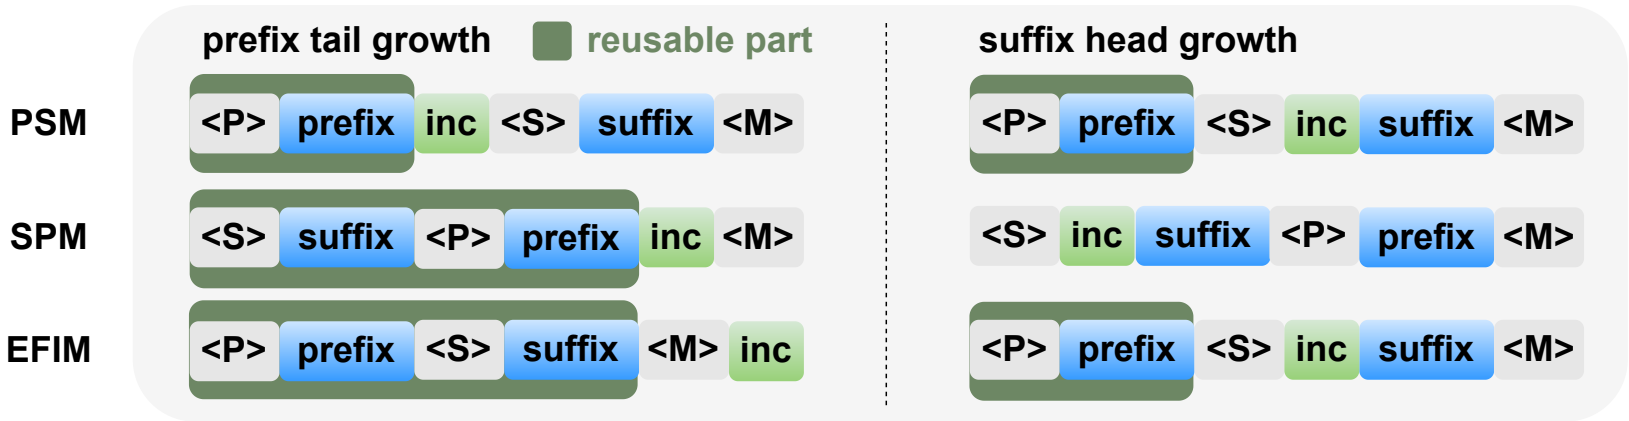 prefix tail growth reusable part suffix head growth
PSM <P> prefix inc <S> suffix <M> <P> prefix <S> inc suffix <M>
SPM <S> suffix <P> prefix inc <M> <S> inc suffix <P> prefix <M>
EFIM <P> prefix <S> suffix <M> inc <P> prefix <S> inc suffix <M>